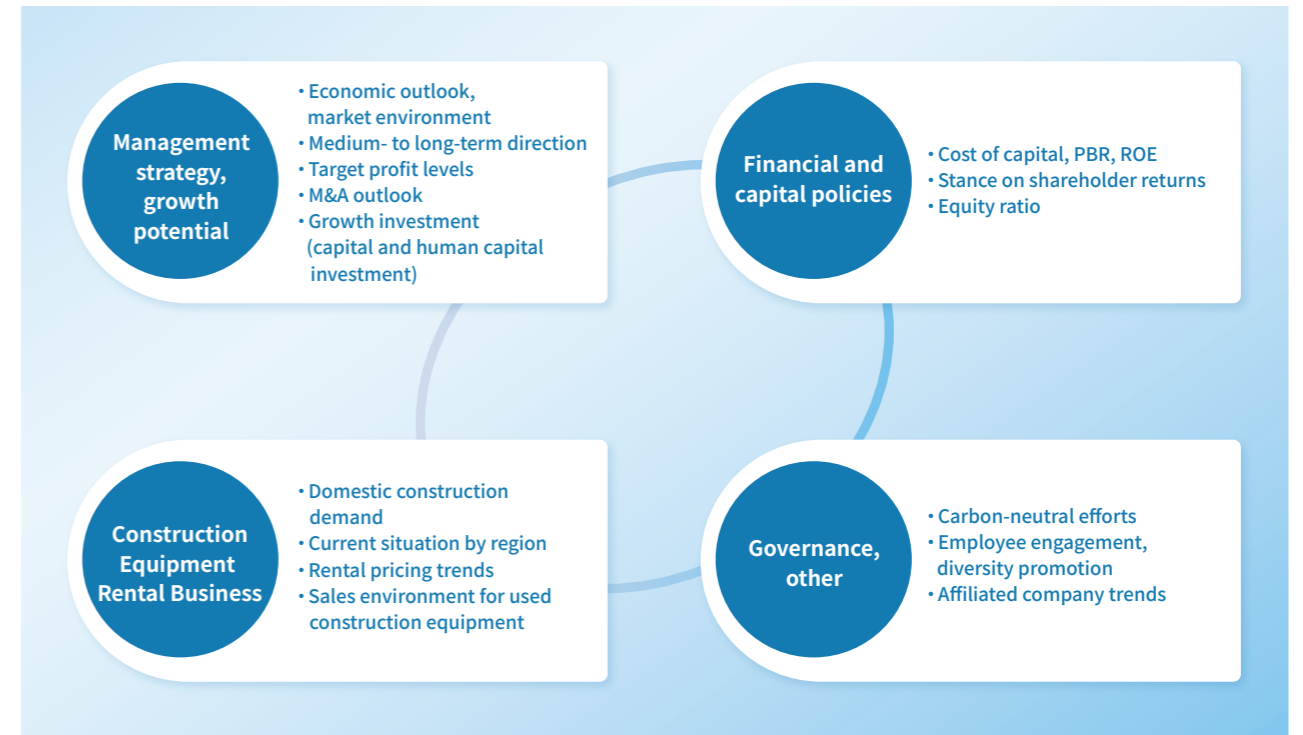 Management
strategy,
growth
potential
• Economic outlook,
market environment
• Medium- to long-term direction
• Target profit levels
• M&A outlook
• Growth investment
(capital and human capital
investment)
Financial and
capital policies
• Cost of capital, PBR, ROE
• Stance on shareholder returns
• Equity ratio
Construction
Equipment
Rental Business
• Domestic construction
demand
• Current situation by region
• Rental pricing trends
• Sales environment for used
construction equipment
Governance,
other
• Carbon-neutral efforts
• Employee engagement,
diversity promotion
• Affiliated company trends